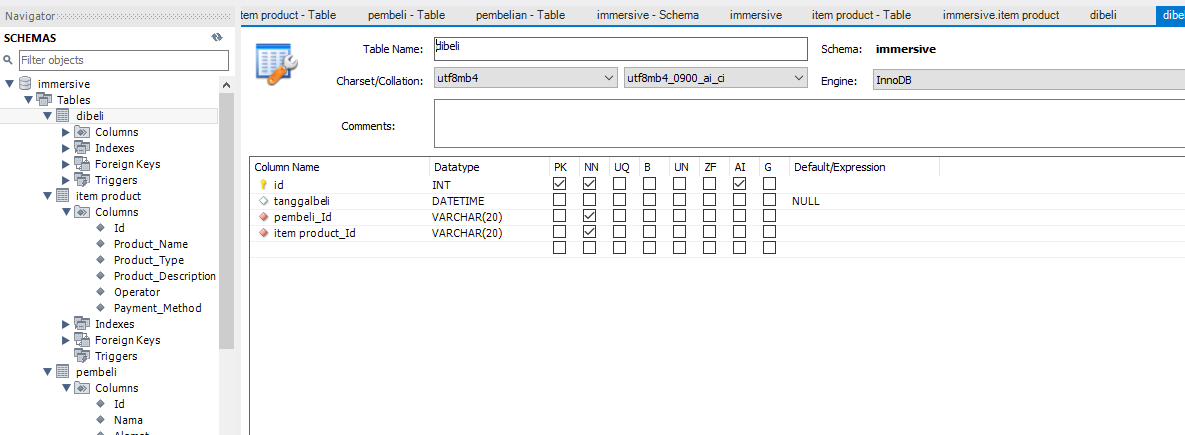 Navigator
item product - Table pembeli - Table pembelian - Table immersive - Schema immersive item product - Table immersive.item product dibeli dibe
SCHEMAS
Filter objects
immersive
Tables
dibeli
Columns
Indexes
Foreign Keys
Triggers
item product
Columns
Id
Product_Name
Product_Type
Product_Description
Operator
Payment_Method
Indexes
Foreign Keys
Triggers
pembeli
Columns
Id
Nama
Table Name: dibeli Schema: immersive
Charset/Collation: utf8mb4 utf8mb4_0900_ai_ci Engine: InnoDB
Comments:
Column Name Datatype PK NN UQ B UN ZF AI G Default/Expression
id INT
tanggalbeli DATETIME NULL
pembeli_Id VARCHAR(20)
item product_Id VARCHAR(20)